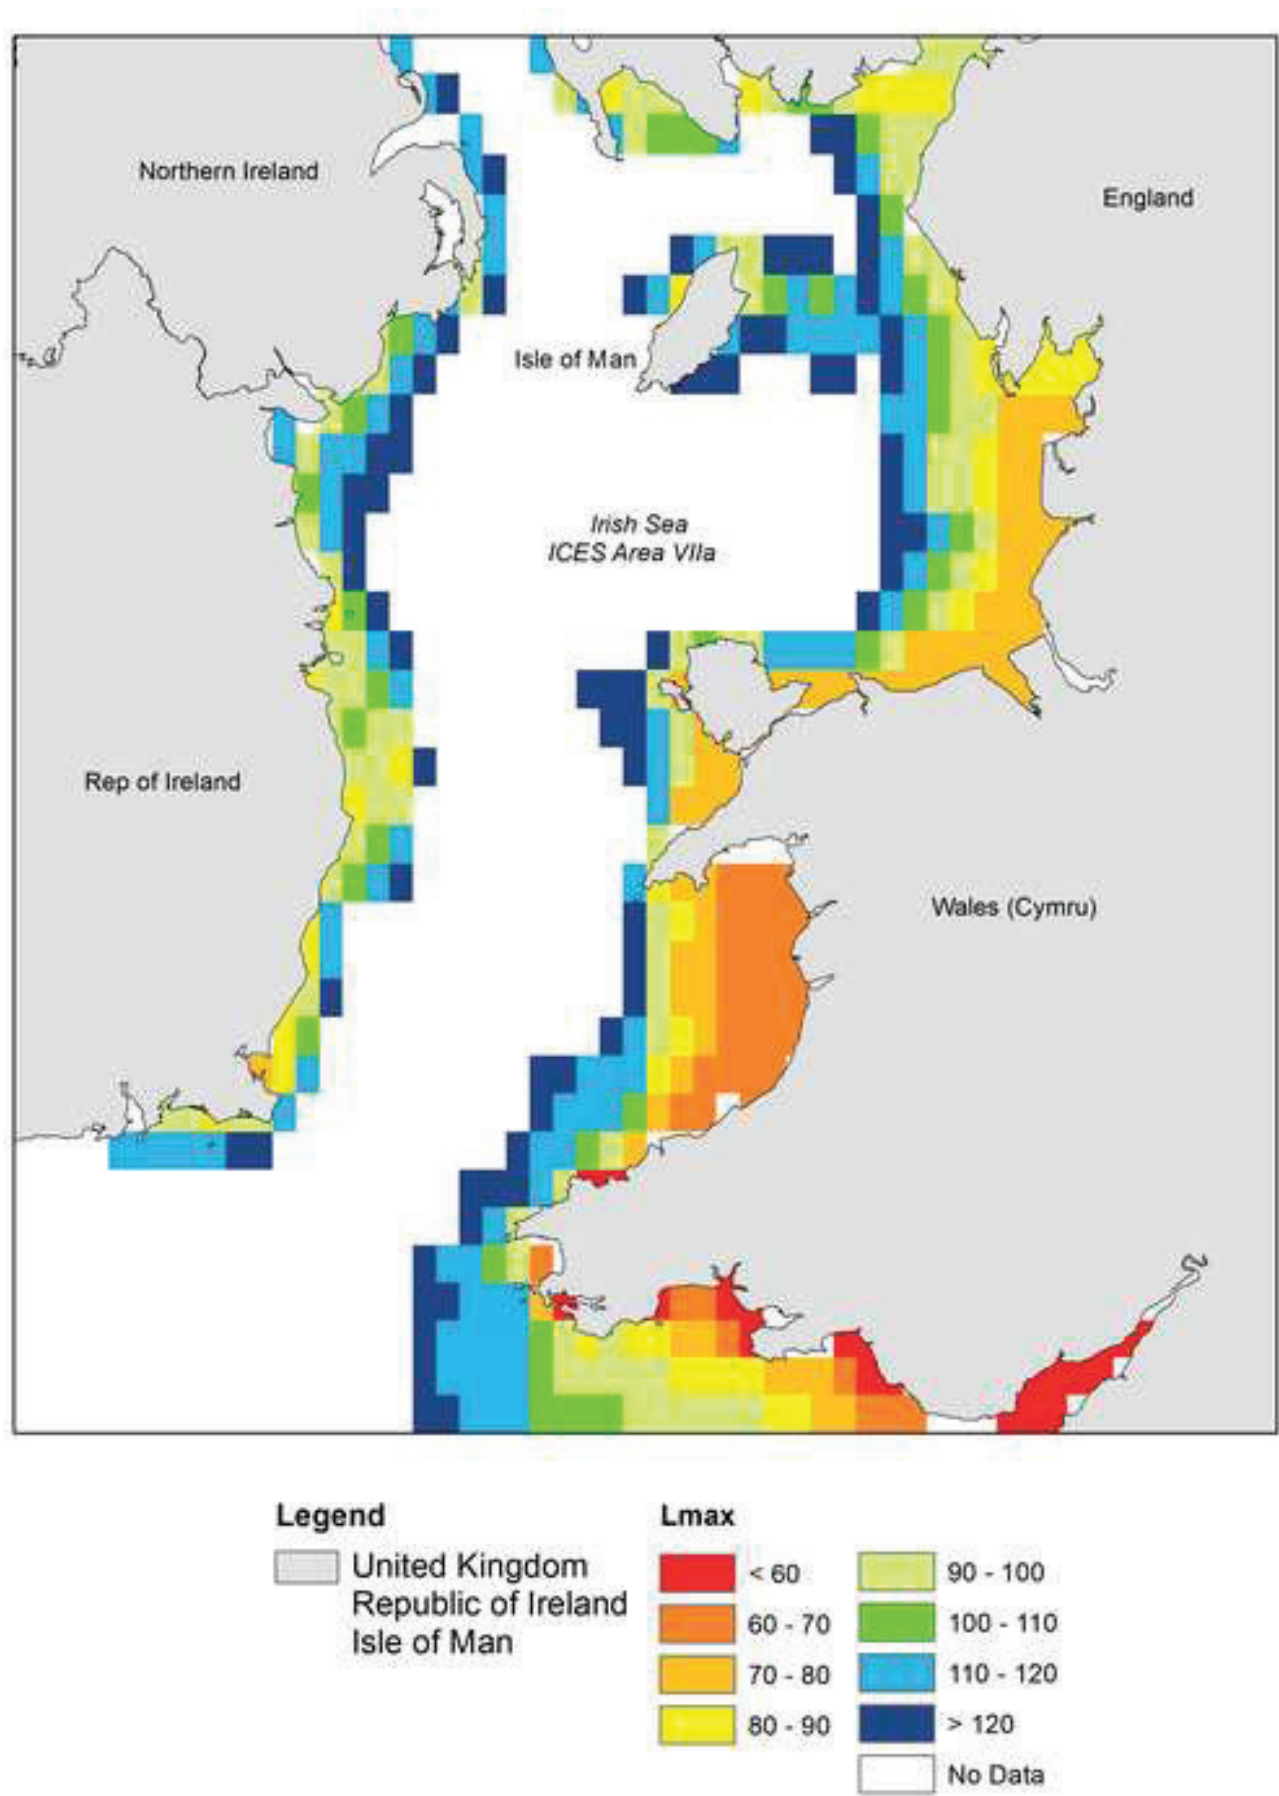 Northern Ireland
England
Isle of Man
Irish Sea
ICES Area VIIa
Rep of Ireland
Wales (Cymru)
Legend
United Kingdom
Republic of Ireland
Isle of Man
Lmax
< 60
60 - 70
70 - 80
80 - 90
90 - 100
100 - 110
110 - 120
> 120
No Data